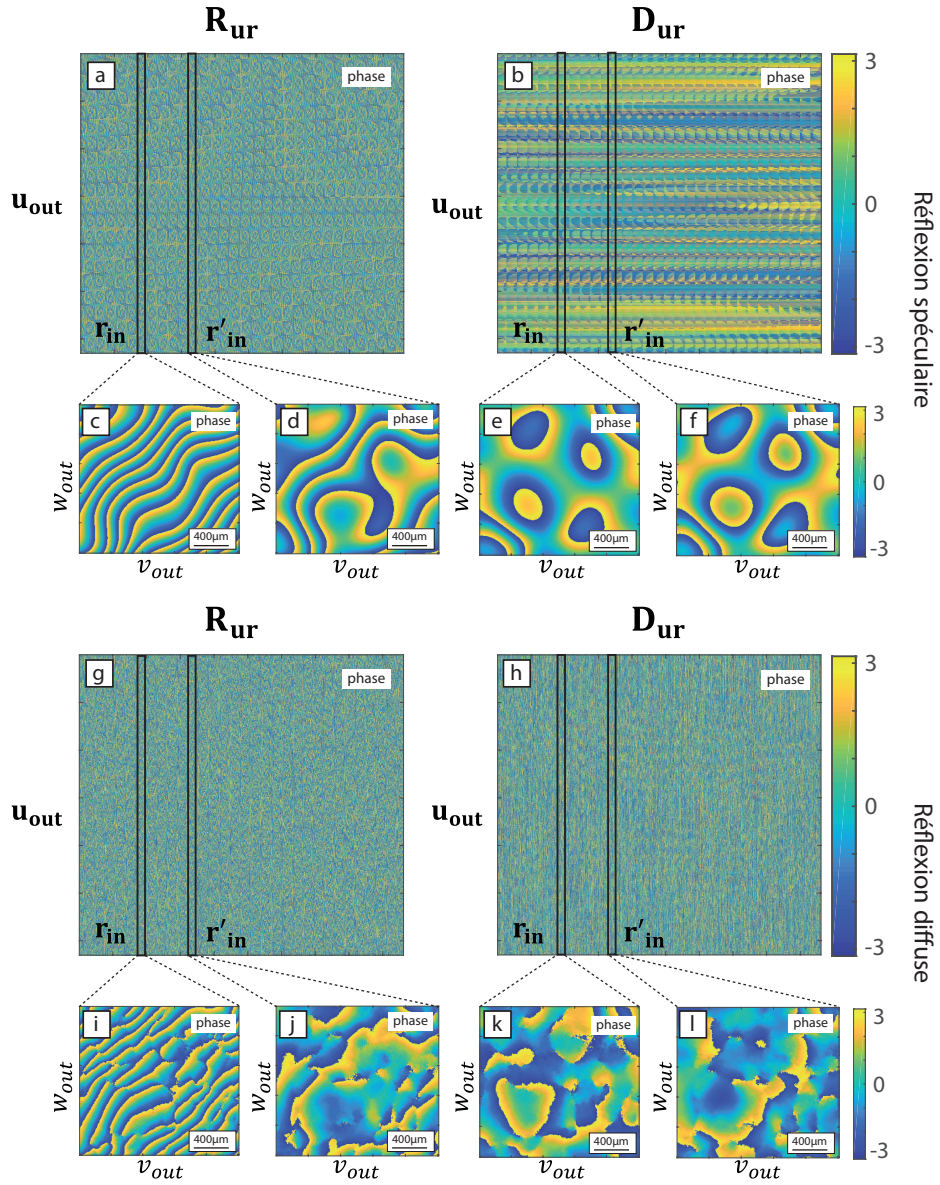 R_ur D_ur
a phase b phase
u_out u_out
r_in r'_in r_in r'_in
3
0
-3
Réflexion spéculaire
c phase d phase e phase f phase
w_out w_out w_out w_out
400µm 400µm 400µm 400µm
v_out v_out v_out v_out
3
0
-3
R_ur D_ur
g phase h phase
u_out u_out
r_in r'_in r_in r'_in
3
0
-3
Réflexion diffuse
i phase j phase k phase l phase
w_out w_out w_out w_out
400µm 400µm 400µm 400µm
v_out v_out v_out v_out
3
0
-3